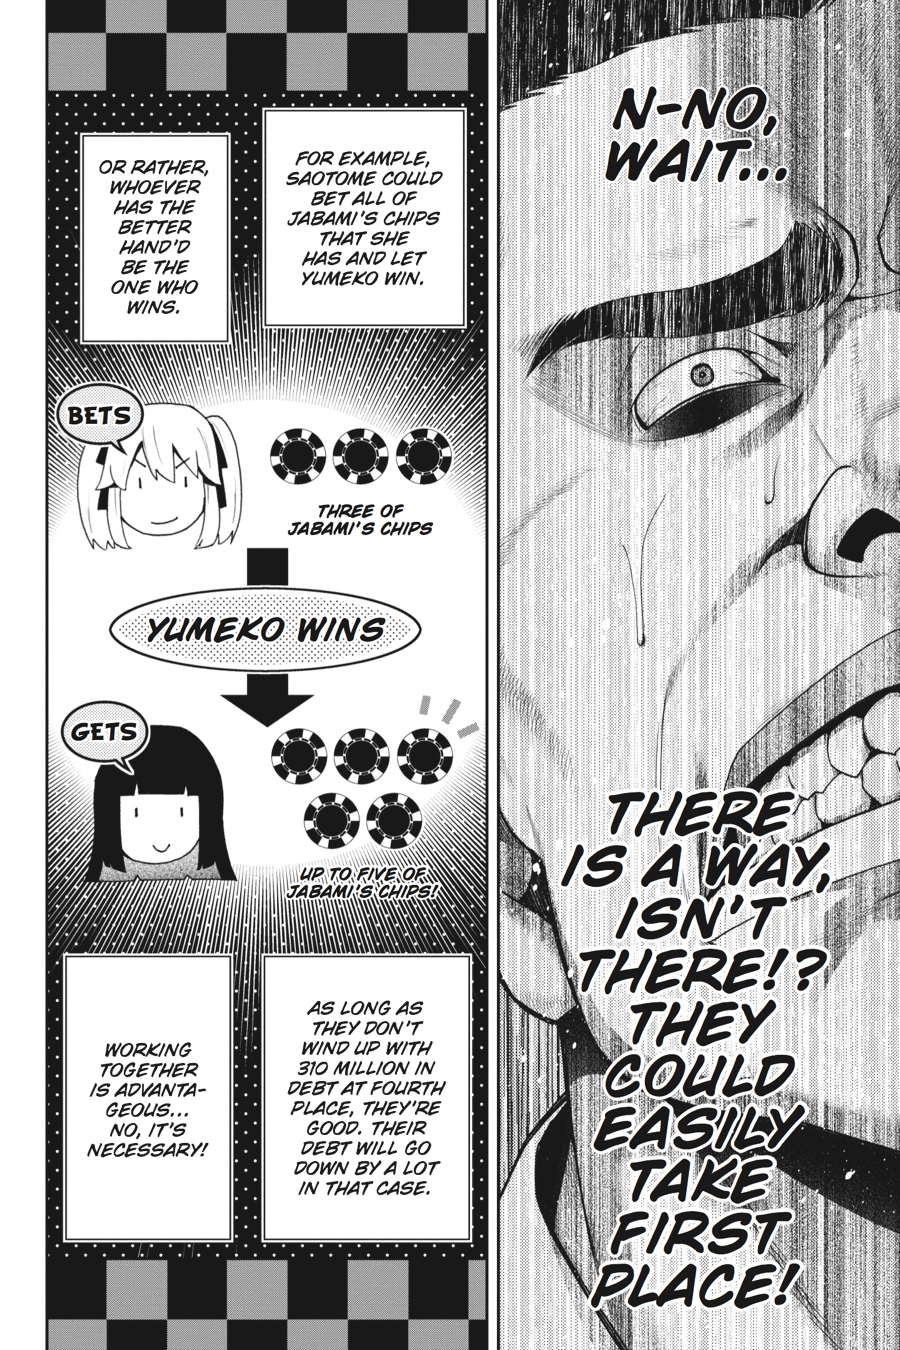 N-NO,
WAIT...
THERE
IS A WAY,
ISN'T
THERE!?
THEY
COULD
EASILY
TAKE
FIRST
PLACE!
FOR EXAMPLE,
SAOTOME COULD
BET ALL OF
JABAMI'S CHIPS
THAT SHE
HAS AND LET
YUMEKO WIN.
OR RATHER,
WHOEVER
HAS THE
BETTER
HAND'D
BE THE
ONE WHO
WINS.
BETS
THREE OF
JABAMI'S CHIPS
YUMEKO WINS
GETS
UP TO FIVE OF
JABAMI'S CHIPS!
AS LONG AS
THEY DON'T
WIND UP WITH
310 MILLION IN
DEBT AT FOURTH
PLACE, THEY'RE
GOOD. THEIR
DEBT WILL GO
DOWN BY A LOT
IN THAT CASE.
WORKING
TOGETHER
IS ADVANTA-
GEOUS...
NO, IT'S
NECESSARY!